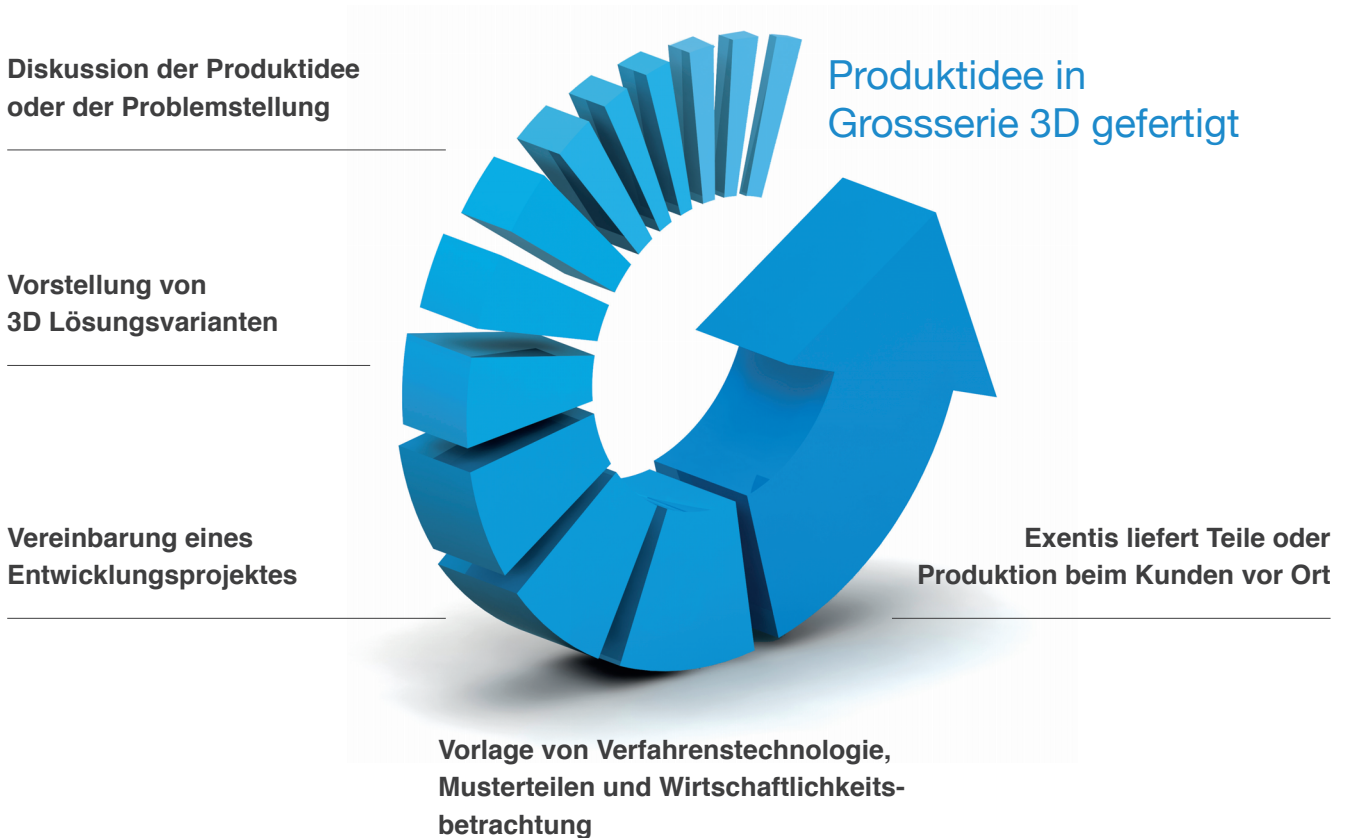 Diskussion der Produktidee
oder der Problemstellung
Produktidee in
Grossserie 3D gefertigt
Vorstellung von
3D Lösungsvarianten
Vereinbarung eines
Entwicklungsprojektes
Exentis liefert Teile oder
Produktion beim Kunden vor Ort
Vorlage von Verfahrenstechnologie,
Musterteilen und Wirtschaftlichkeits-
betrachtung